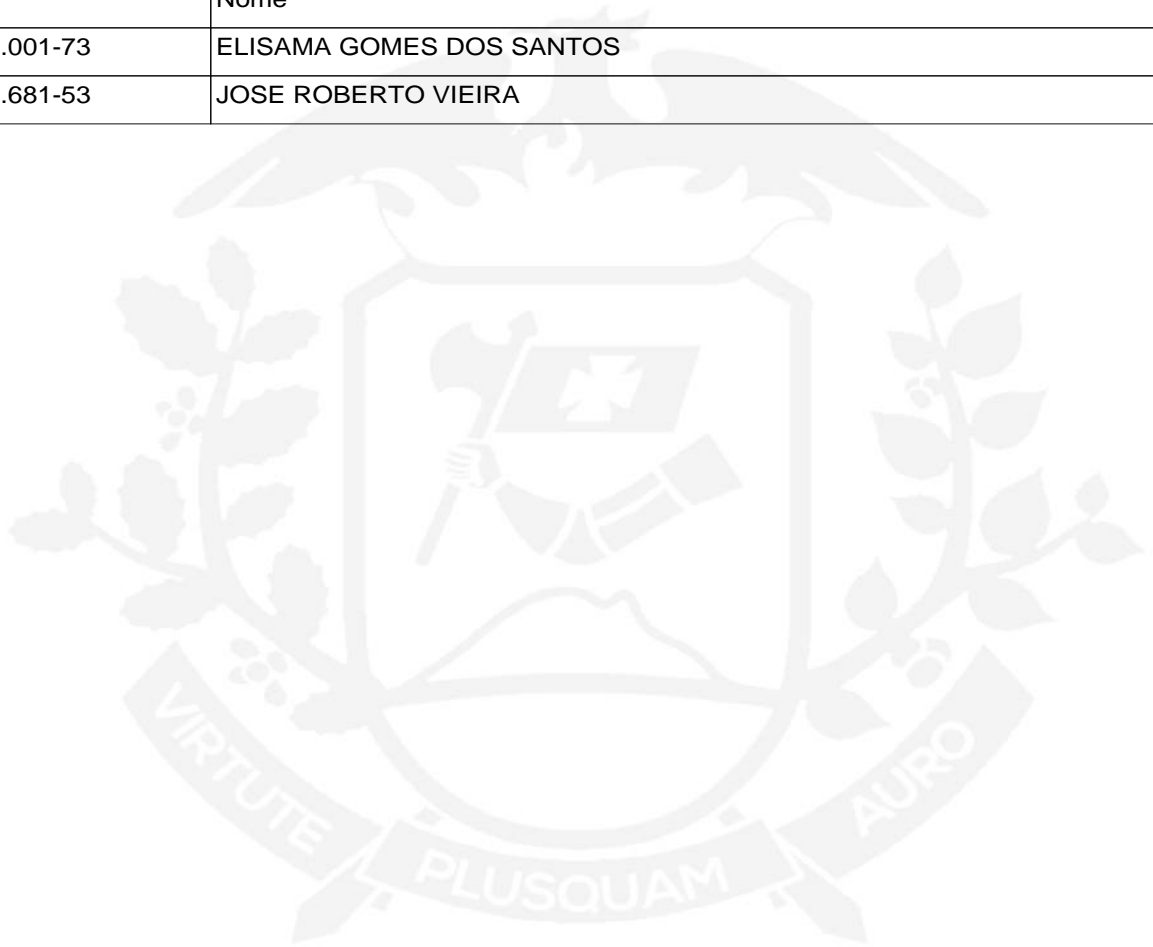 Nome
.001-73 ELISAMA GOMES DOS SANTOS
.681-53 JOSE ROBERTO VIEIRA
VIRTUTE PLUSQUAM AURO